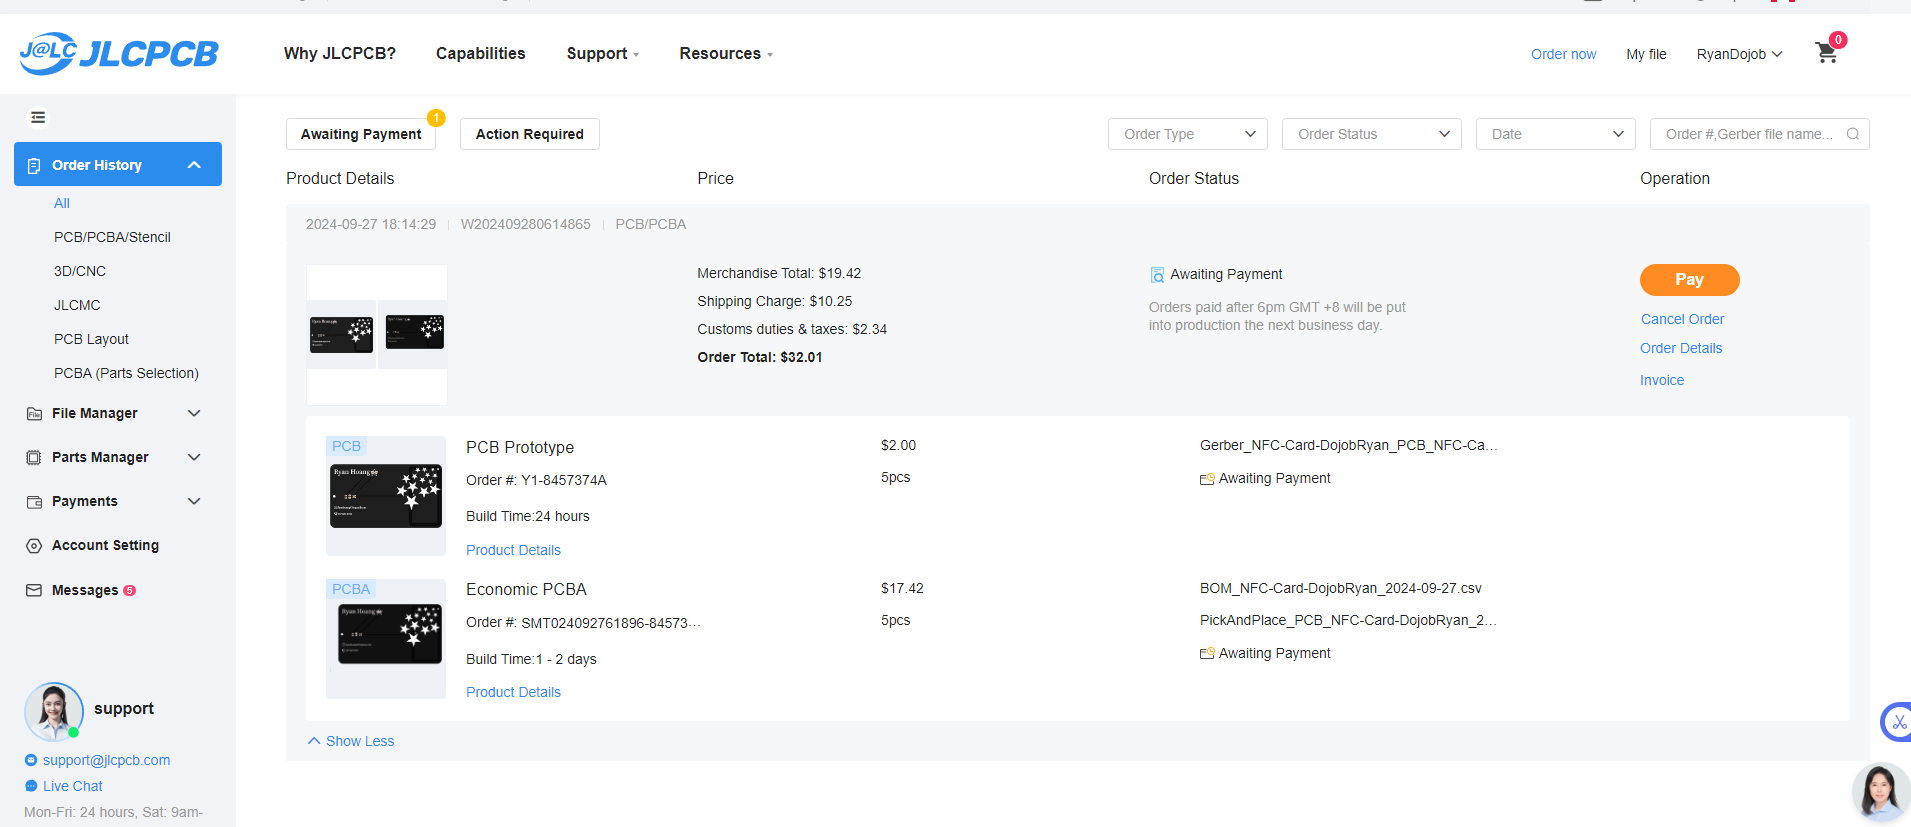 J@LC JLCPCB
Why JLCPCB?
Capabilities
Support
Resources
Order now
My file
RyanDojob
0
Order History
All
PCB/PCBA/Stencil
3D/CNC
JLCMC
PCB Layout
PCBA (Parts Selection)
File Manager
Parts Manager
Payments
Account Setting
Messages 5
support
support@jlcpcb.com
Live Chat
Mon-Fri: 24 hours, Sat: 9am-
Awaiting Payment 1
Action Required
Order Type
Order Status
Date
Order #,Gerber file name...
Product Details
Price
Order Status
Operation
2024-09-27 18:14:29
W202409280614865
PCB/PCBA
Merchandise Total: $19.42
Shipping Charge: $10.25
Customs duties & taxes: $2.34
Order Total: $32.01
Awaiting Payment
Orders paid after 6pm GMT +8 will be put
into production the next business day.
Pay
Cancel Order
Order Details
Invoice
PCB
Ryan Hoang
PCB Prototype
Order #: Y1-8457374A
Build Time:24 hours
Product Details
$2.00
5pcs
Gerber_NFC-Card-DojobRyan_PCB_NFC-Ca...
Awaiting Payment
PCBA
Ryan Hoang
Economic PCBA
Order #: SMT024092761896-84573...
Build Time:1 - 2 days
Product Details
$17.42
5pcs
BOM_NFC-Card-DojobRyan_2024-09-27.csv
PickAndPlace_PCB_NFC-Card-DojobRyan_2...
Awaiting Payment
Show Less